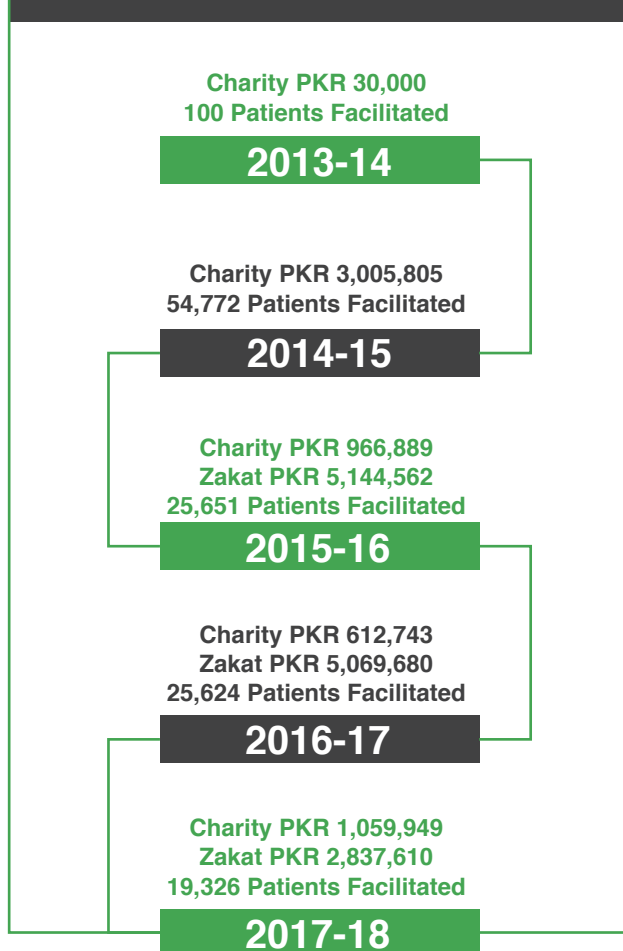 Charity PKR 30,000
100 Patients Facilitated
2013-14
Charity PKR 3,005,805
54,772 Patients Facilitated
2014-15
Charity PKR 966,889
Zakat PKR 5,144,562
25,651 Patients Facilitated
2015-16
Charity PKR 612,743
Zakat PKR 5,069,680
25,624 Patients Facilitated
2016-17
Charity PKR 1,059,949
Zakat PKR 2,837,610
19,326 Patients Facilitated
2017-18